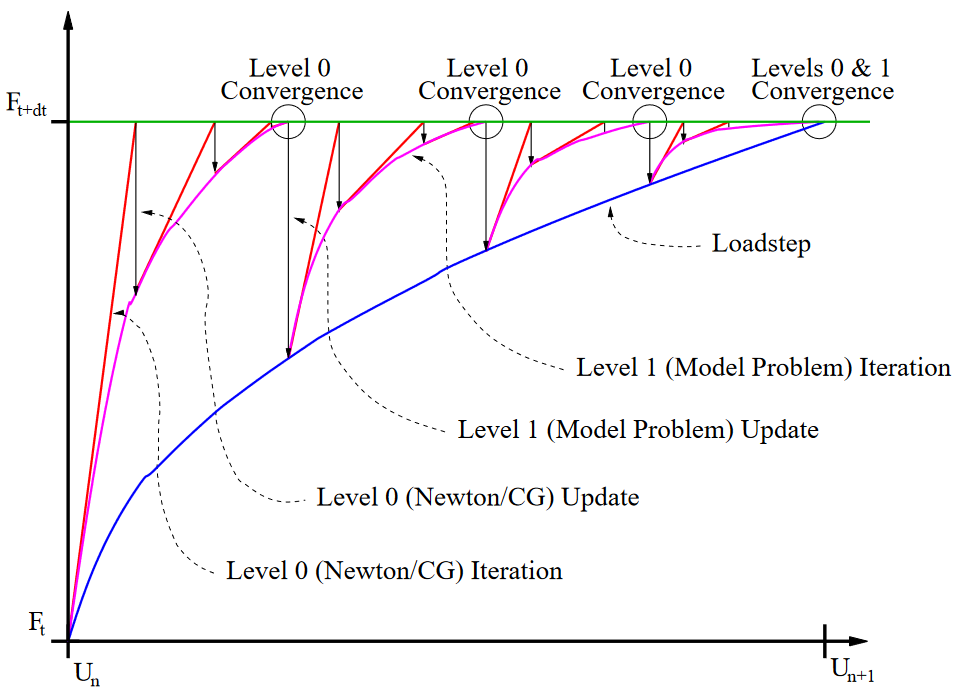 Level 0
Convergence
Level 0
Convergence
Level 0
Convergence
Levels 0 & 1
Convergence
Ft+dt
Loadstep
Level 1 (Model Problem) Iteration
Level 1 (Model Problem) Update
Level 0 (Newton/CG) Update
Level 0 (Newton/CG) Iteration
Ft
Un
Un+1